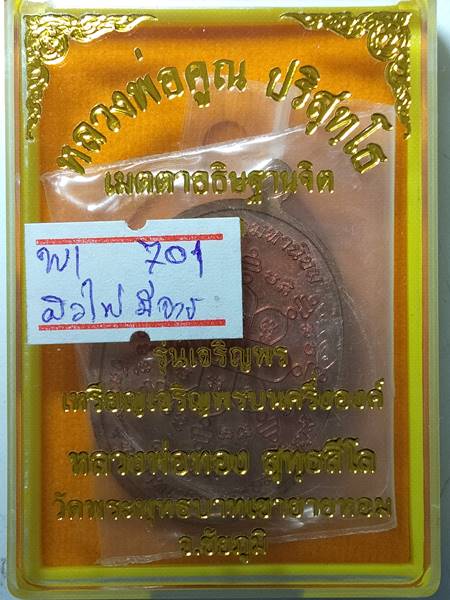 หลวงพ่อคูณ ปริสุทฺโธ
เมตตาอธิษฐานจิต
พา 701
ผิวไฟ มีจาร
รุ่นเจริญพร
เหรียญเจริญพรบนครึ่งองค์
หลวงพ่อทอง สุทฺธสีโล
วัดพระพุทธบาทเขายายหอม
จ.ชัยภูมิ